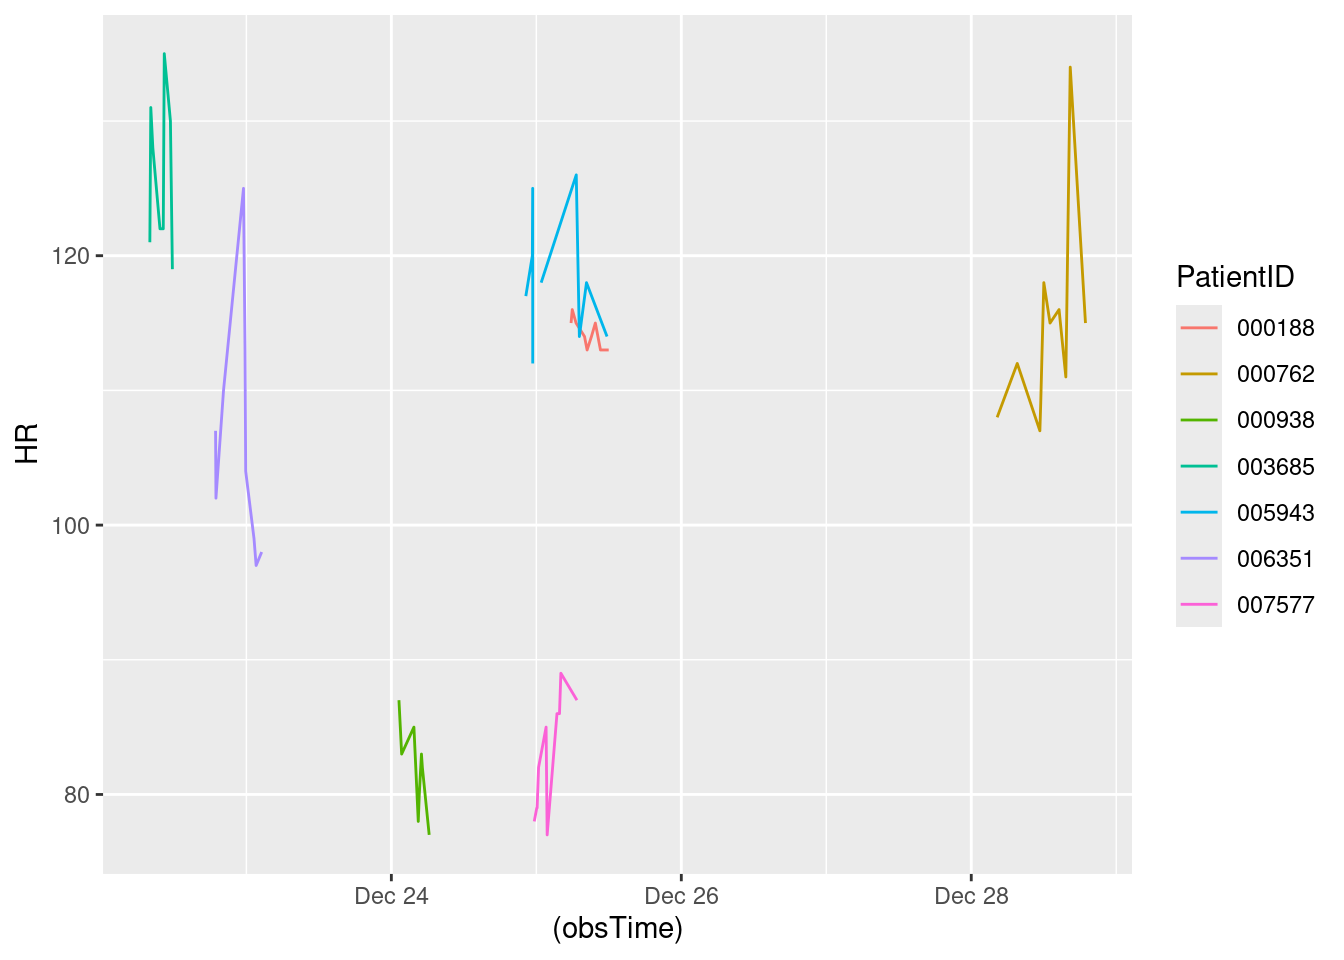 HR
120
100
80
Dec 24
Dec 26
Dec 28
(obsTime)
PatientID
000188
000762
000938
003685
005943
006351
007577